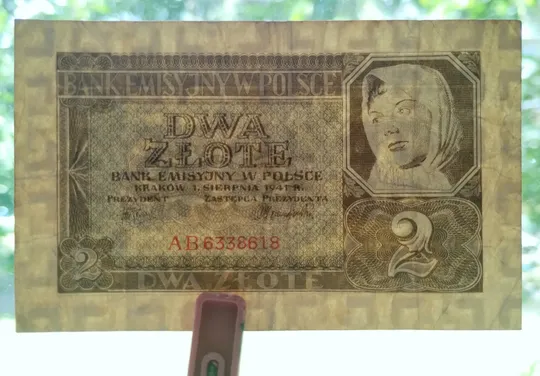 BANK EMISYJNY W POLSCE
DWA
ZŁOTE
BANK EMISYJNY W POLSCE
KRAKÓW 1. SIERPNIA 1941 R.
PREZYDENT ZASTĘPCA PREZYDENTA
AB 6338618
2
2
DWA ZŁOTE